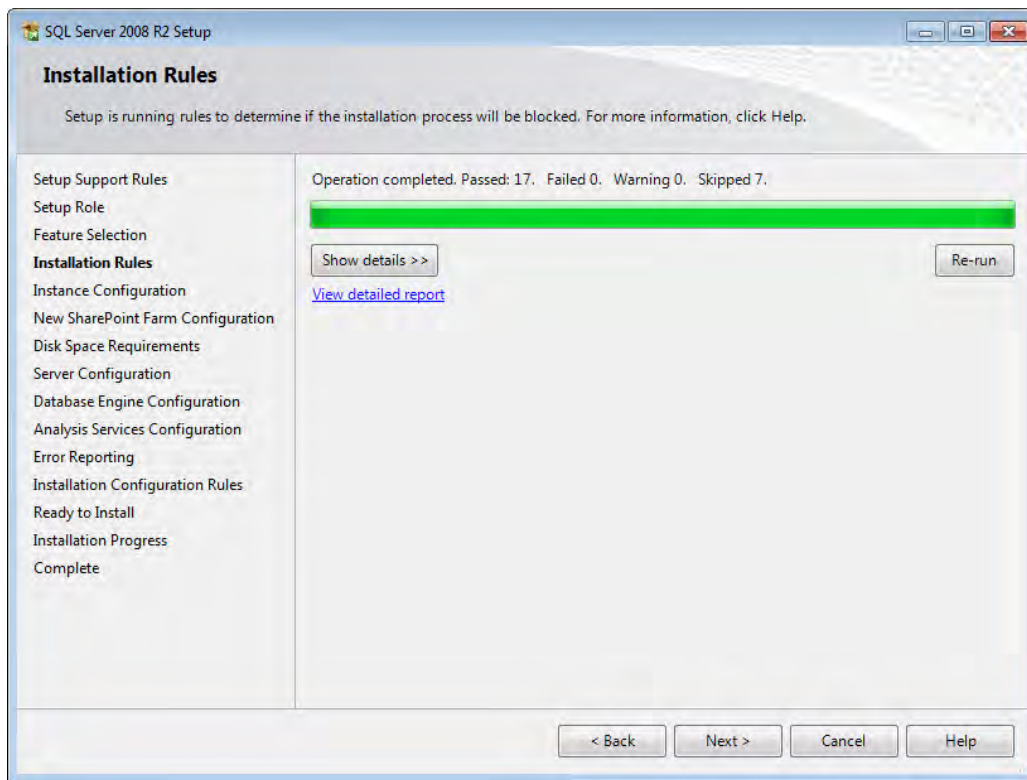 SQL Server 2008 R2 Setup
Installation Rules
Setup is running rules to determine if the installation process will be blocked. For more information, click Help.
Setup Support Rules
Setup Role
Feature Selection
Installation Rules
Instance Configuration
New SharePoint Farm Configuration
Disk Space Requirements
Server Configuration
Database Engine Configuration
Analysis Services Configuration
Error Reporting
Installation Configuration Rules
Ready to Install
Installation Progress
Complete
Operation completed. Passed: 17.   Failed 0.   Warning 0.   Skipped 7.
Show details >>
Re-run
View detailed report
< Back
Next >
Cancel
Help